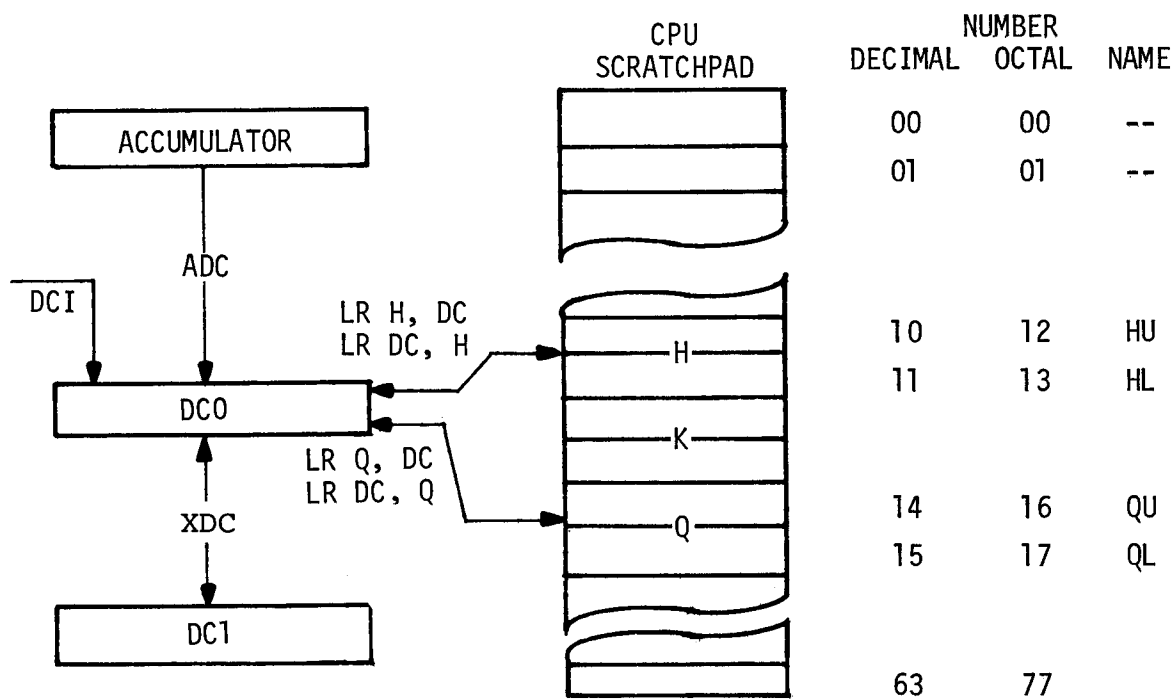 NUMBER
CPU
SCRATCHPAD
DECIMAL OCTAL NAME
ACCUMULATOR
00 00 --
01 01 --
ADC
DCI
LR H, DC
LR DC, H
H
10 12 HU
11 13 HL
DC0
K
LR Q, DC
LR DC, Q
XDC
Q
14 16 QU
15 17 QL
DC1
63 77